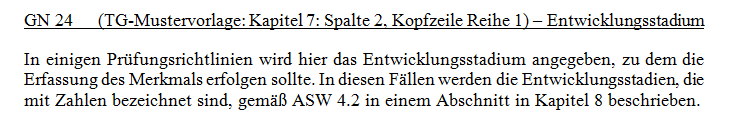 GN 24 (TG-Mustervorlage: Kapitel 7: Spalte 2, Kopfzeile Reihe 1) – Entwicklungsstadium
In einigen Prüfungsrichtlinien wird hier das Entwicklungsstadium angegeben, zu dem die
Erfassung des Merkmals erfolgen sollte. In diesen Fällen werden die Entwicklungsstadien, die
mit Zahlen bezeichnet sind, gemäß ASW 4.2 in einem Abschnitt in Kapitel 8 beschrieben.